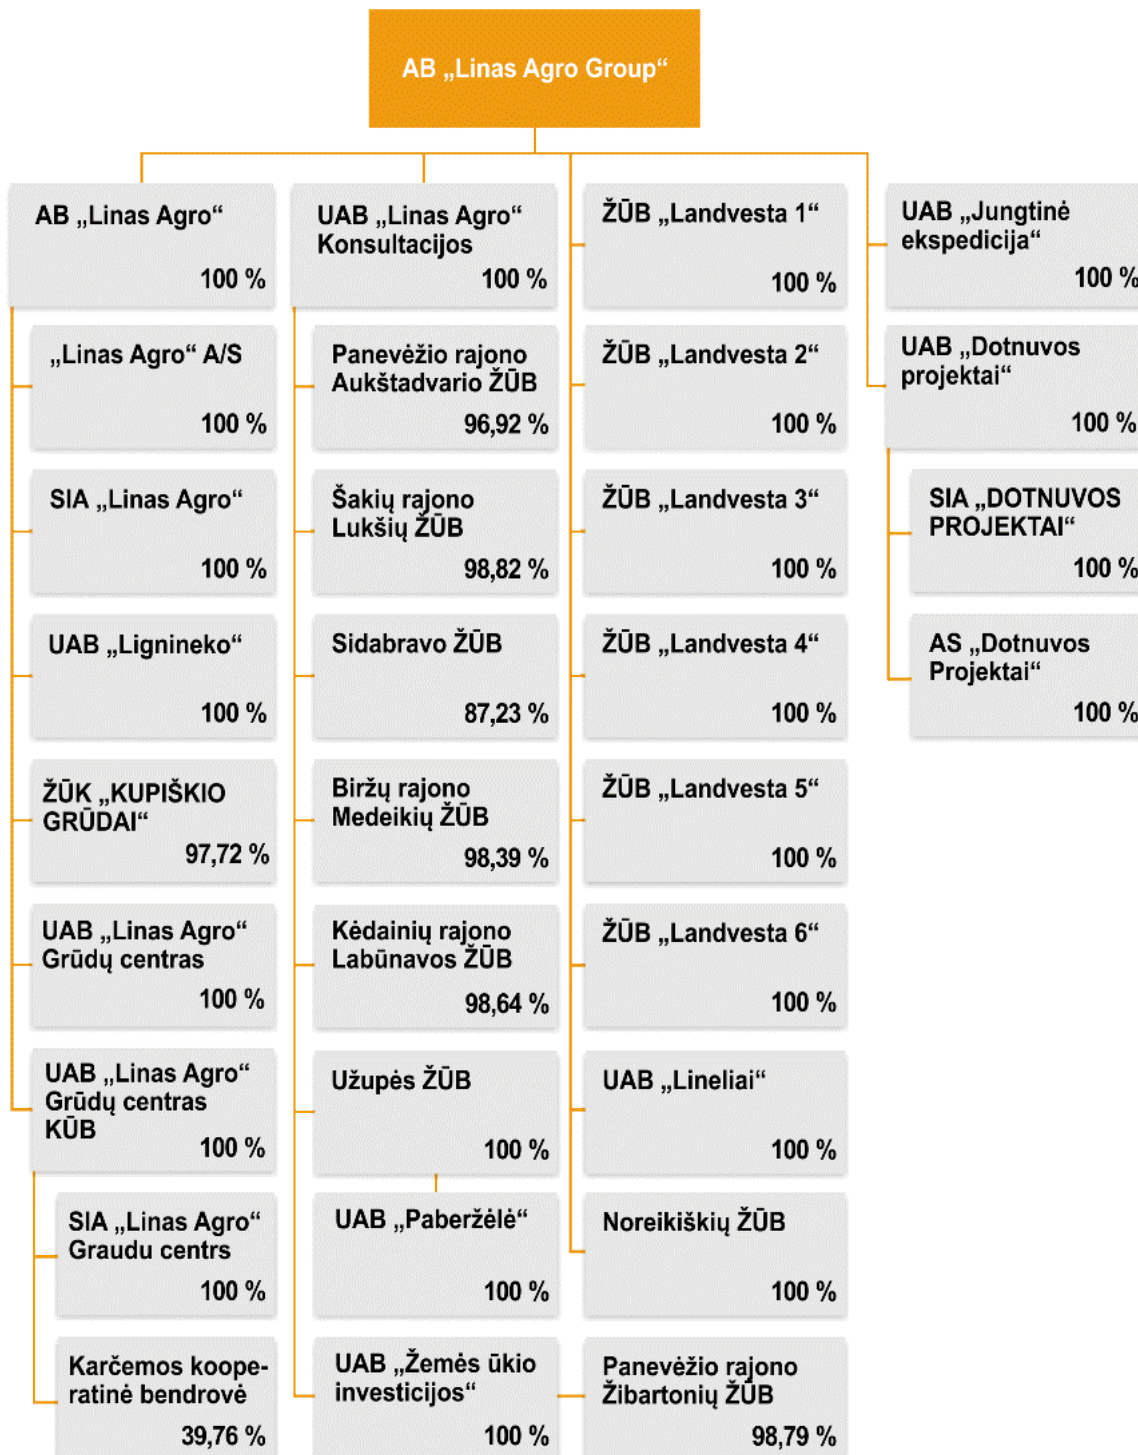 AB „Linas Agro Group“
AB „Linas Agro“
100 %
„Linas Agro“ A/S
100 %
SIA „Linas Agro“
100 %
UAB „Lignineko“
100 %
ŽŪK „KUPIŠKIO
GRŪDAI“
97,72 %
UAB „Linas Agro“
Grūdų centras
100 %
UAB „Linas Agro“
Grūdų centras
KŪB
100 %
SIA „Linas Agro“
Graudu centrs
100 %
Karčemos koope-
ratinė bendrovė
39,76 %
UAB „Linas Agro“
Konsultacijos
100 %
Panevėžio rajono
Aukštadvario ŽŪB
96,92 %
Šakių rajono
Lukšių ŽŪB
98,82 %
Sidabravo ŽŪB
87,23 %
Biržų rajono
Medeikių ŽŪB
98,39 %
Kėdainių rajono
Labūnavos ŽŪB
98,64 %
Užupės ŽŪB
100 %
UAB „Paberžėlė“
100 %
UAB „Žemės ūkio
investicijos“
100 %
ŽŪB „Landvesta 1“
100 %
ŽŪB „Landvesta 2“
100 %
ŽŪB „Landvesta 3“
100 %
ŽŪB „Landvesta 4“
100 %
ŽŪB „Landvesta 5“
100 %
ŽŪB „Landvesta 6“
100 %
UAB „Lineliai“
100 %
Noreikiškių ŽŪB
100 %
Panevėžio rajono
Žibartonių ŽŪB
98,79 %
UAB „Jungtinė
ekspedicija“
100 %
UAB „Dotnuvos
projektai“
100 %
SIA „DOTNUVOS
PROJEKTAI“
100 %
AS „Dotnuvos
Projektai“
100 %